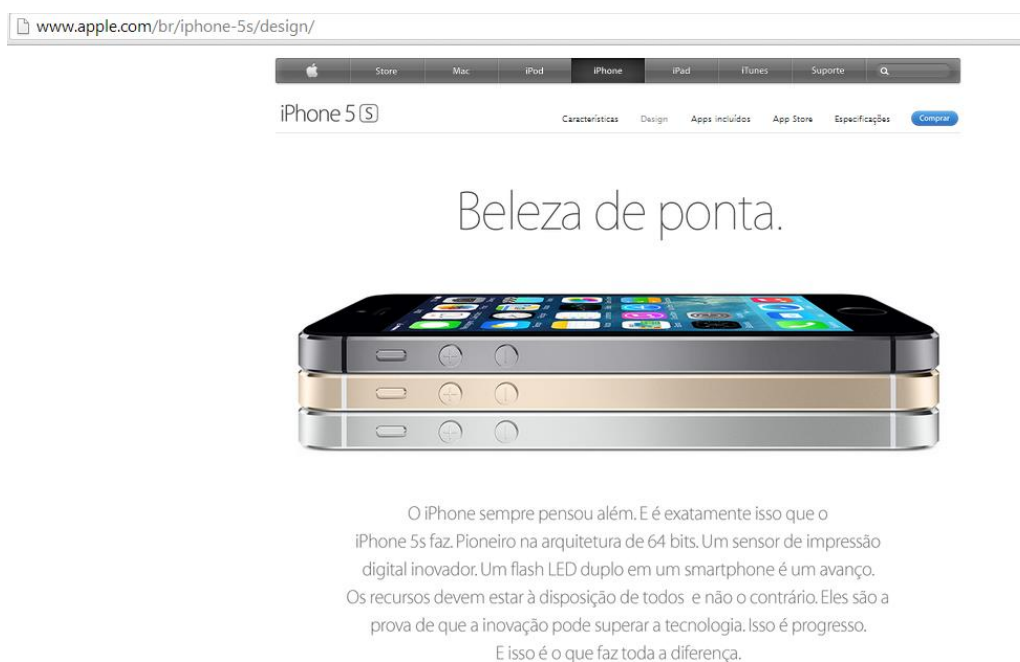 www.apple.com/br/iphone-5s/design/
Store Mac iPod iPhone iPad iTunes Suporte
iPhone 5 S
Características Design Apps incluídos App Store Especificações Comprar
Beleza de ponta.
O iPhone sempre pensou além. E é exatamente isso que o
iPhone 5s faz. Pioneiro na arquitetura de 64 bits. Um sensor de impressão
digital inovador. Um flash LED duplo em um smartphone é um avanço.
Os recursos devem estar à disposição de todos e não o contrário. Eles são a
prova de que a inovação pode superar a tecnologia. Isso é progresso.
E isso é o que faz toda a diferença.